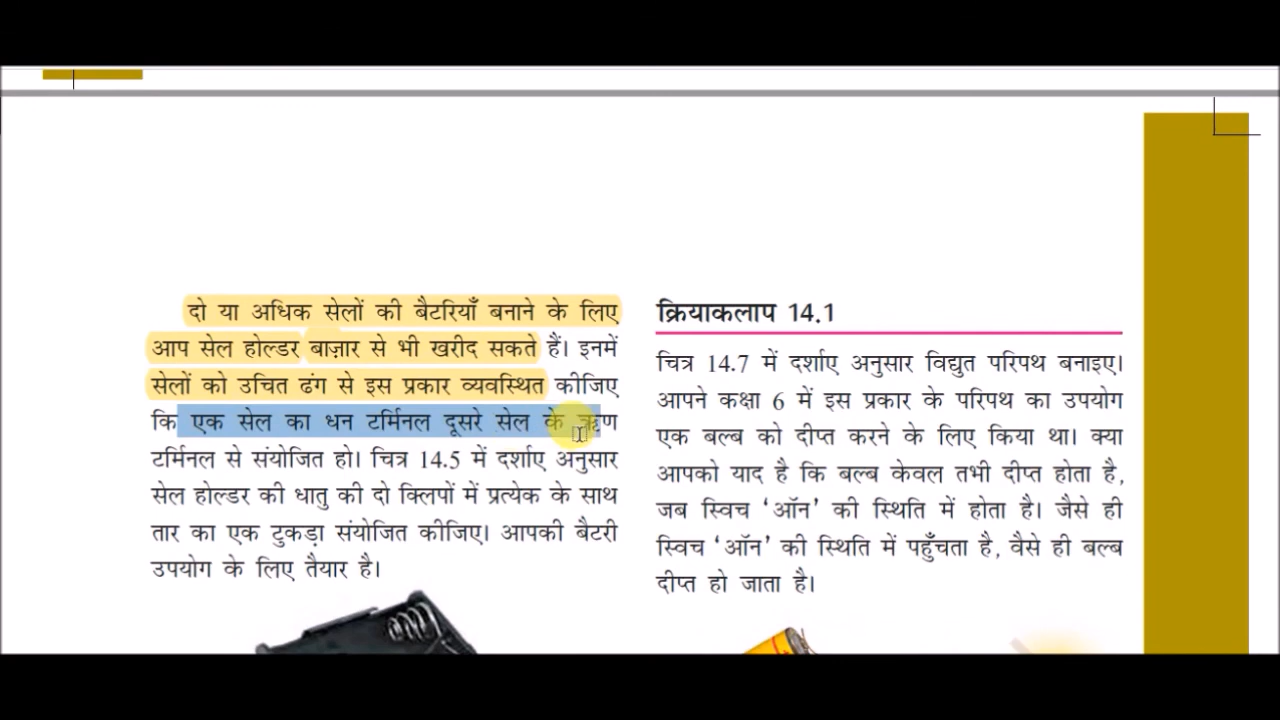 दो या अधिक सेलों की बैटरियाँ बनाने के लिए
आप सेल होल्डर बाज़ार से भी खरीद सकते हैं। इनमें
सेलों को उचित ढंग से इस प्रकार व्यवस्थित कीजिए
कि एक सेल का धन टर्मिनल दूसरे सेल के ऋण
टर्मिनल से संयोजित हो। चित्र 14.5 में दर्शाए अनुसार
सेल होल्डर की धातु की दो क्लिपों में प्रत्येक के साथ
तार का एक टुकड़ा संयोजित कीजिए। आपकी बैटरी
उपयोग के लिए तैयार है।
क्रियाकलाप 14.1
चित्र 14.7 में दर्शाए अनुसार विद्युत परिपथ बनाइए।
आपने कक्षा 6 में इस प्रकार के परिपथ का उपयोग
एक बल्ब को दीप्त करने के लिए किया था। क्या
आपको याद है कि बल्ब केवल तभी दीप्त होता है,
जब स्विच ‘ऑन’ की स्थिति में होता है। जैसे ही
स्विच ‘ऑन’ की स्थिति में पहुँचता है, वैसे ही बल्ब
दीप्त हो जाता है।